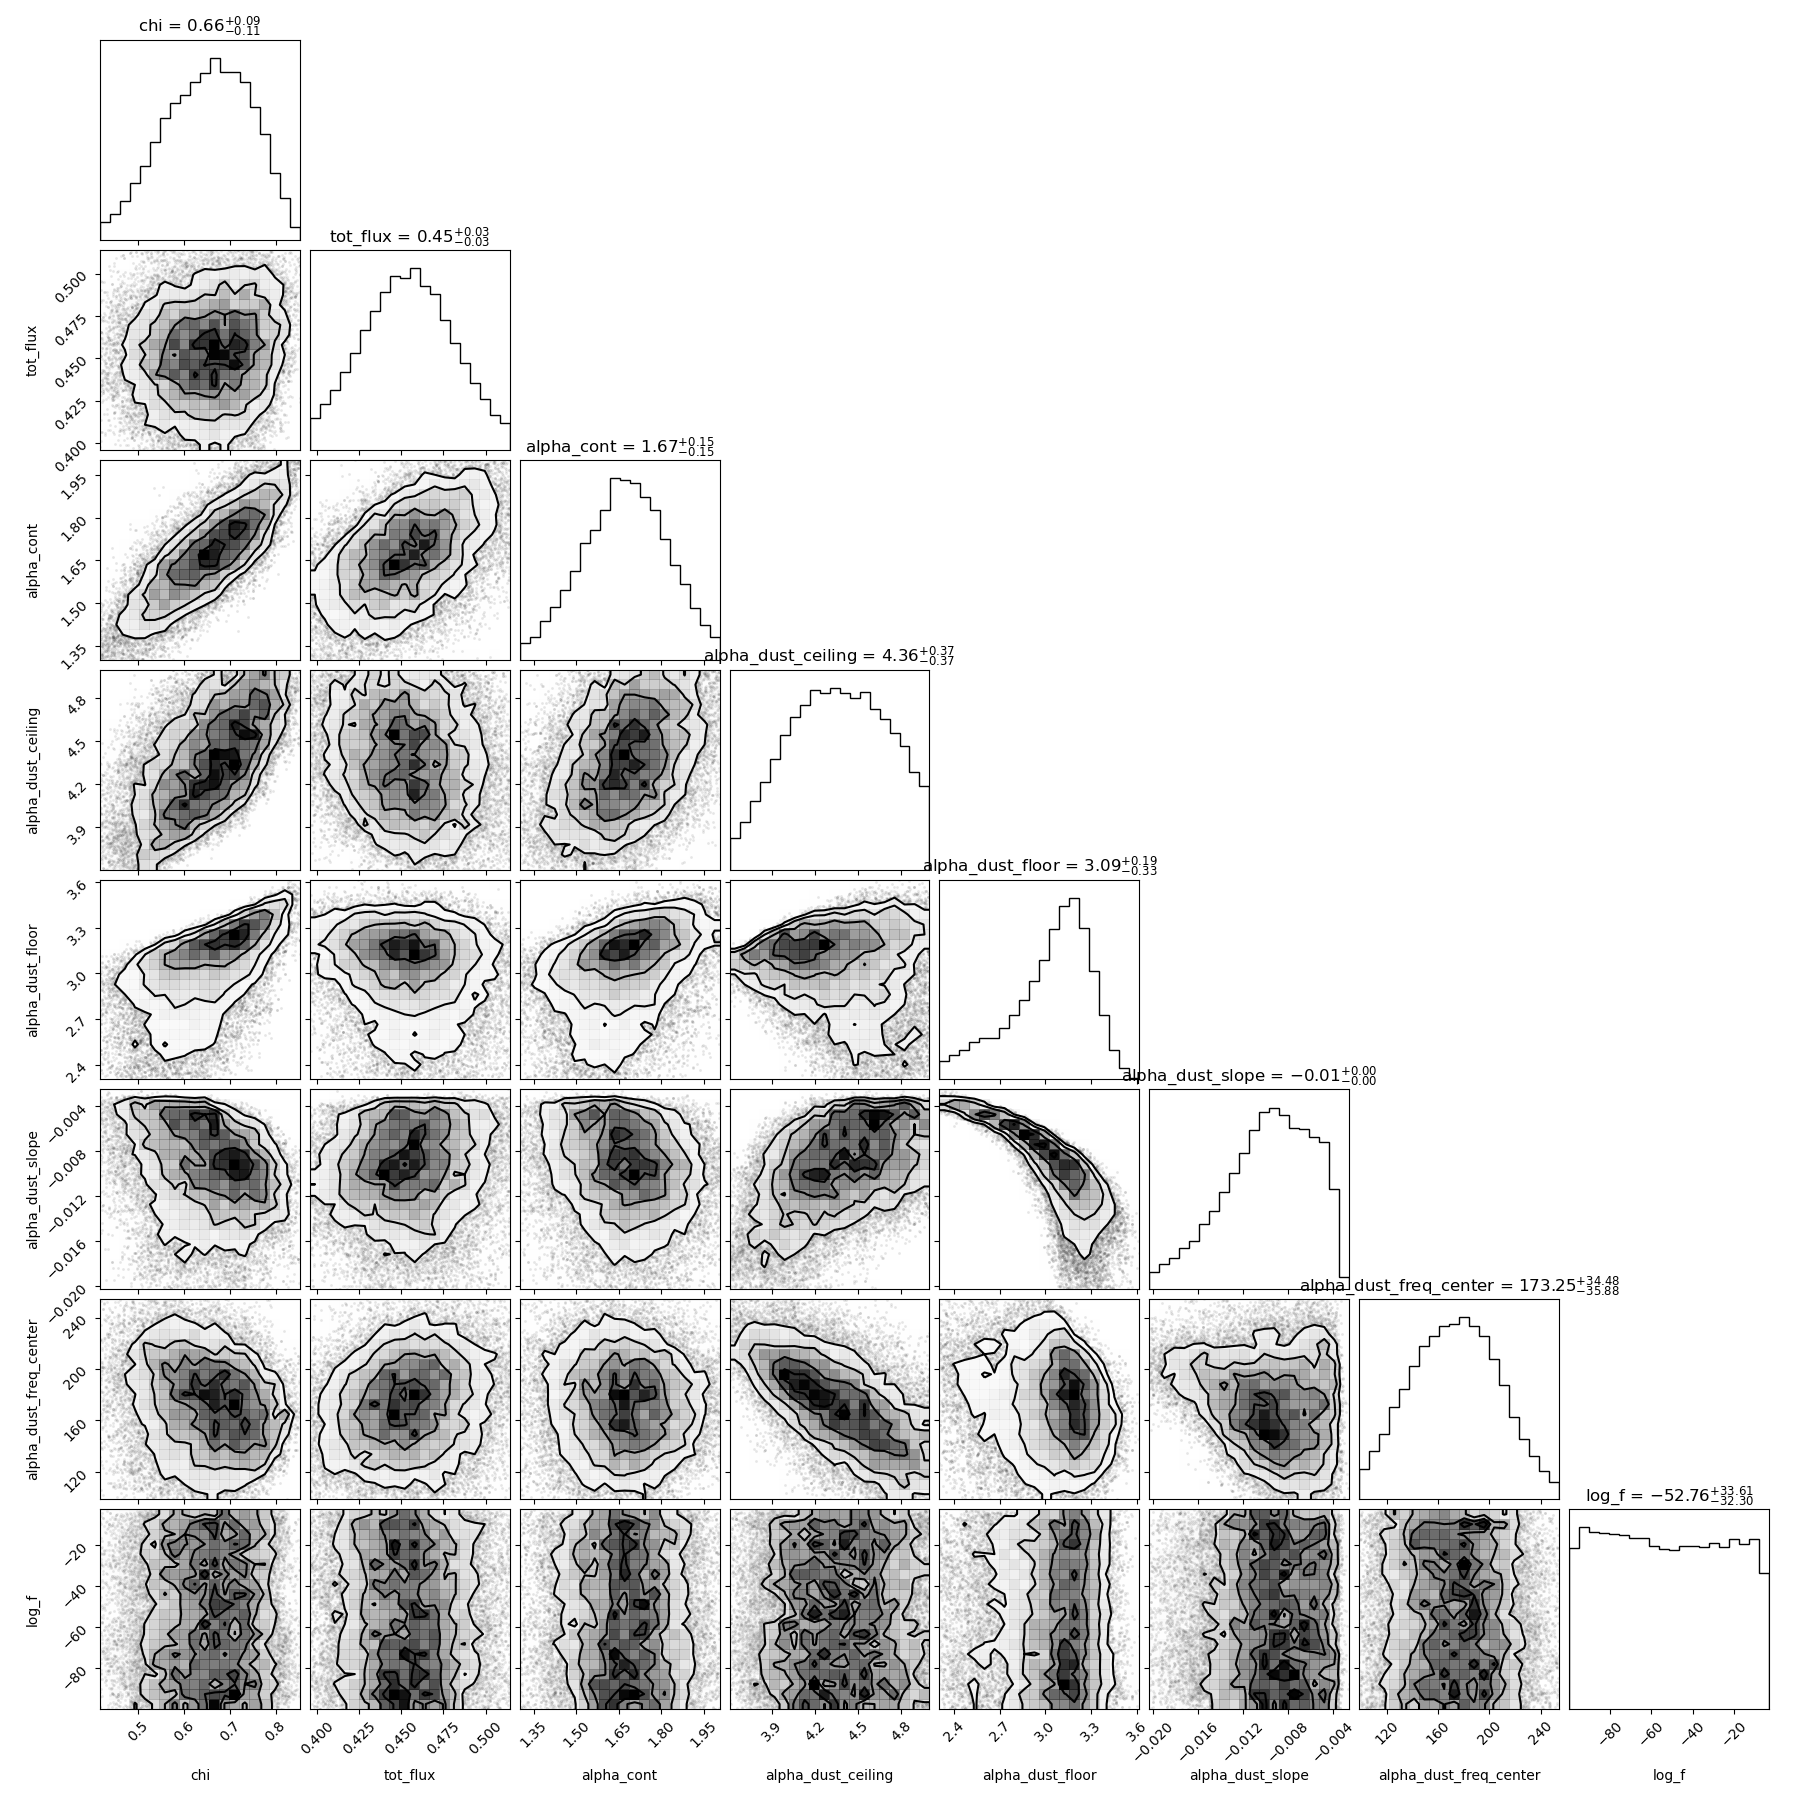 chi = 0.66+0.09−0.11
tot_flux = 0.45+0.03−0.03
0.500
0.475
0.450
0.425
0.400
tot_flux
alpha_cont = 1.67+0.15−0.15
1.95
1.80
1.65
1.50
1.35
alpha_cont
alpha_dust_ceiling = 4.36+0.37−0.37
4.8
4.5
4.2
3.9
alpha_dust_ceiling
alpha_dust_floor = 3.09+0.19−0.33
3.6
3.3
3.0
2.7
2.4
alpha_dust_floor
alpha_dust_slope = −0.01+0.00−0.00
−0.004
−0.008
−0.012
−0.016
−0.020
alpha_dust_slope
alpha_dust_freq_center = 173.25+34.48−35.88
240
200
160
120
alpha_dust_freq_center
log_f = −52.76+33.61−32.30
−20
−40
−60
−80
log_f
0.5 0.6 0.7 0.8 0.400 0.425 0.450 0.475 0.500 1.35 1.50 1.65 1.80 1.95 3.9 4.2 4.5 4.8 2.4 2.7 3.0 3.3 3.6 −0.020 −0.016 −0.012 −0.008 −0.004 120 160 200 240 −80 −60 −40 −20
chi tot_flux alpha_cont alpha_dust_ceiling alpha_dust_floor alpha_dust_slope alpha_dust_freq_center log_f